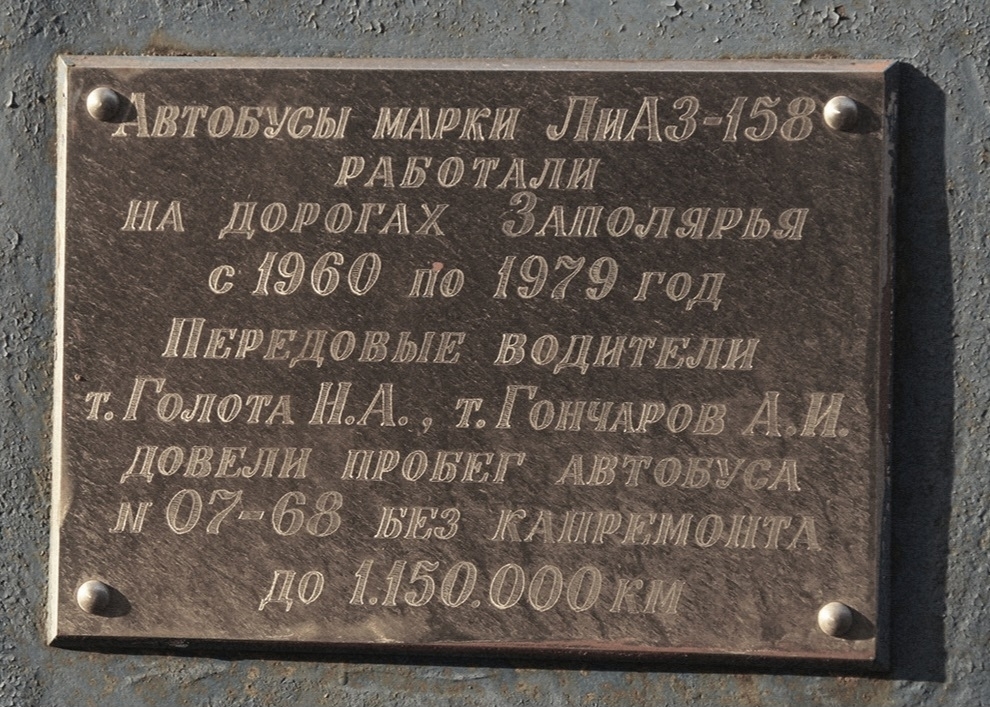 Автобусы марки ЛиАЗ-158
работали
на дорогах Заполярья
с 1960 по 1979 год
Передовые водители
т. Голота Н.А., т. Гончаров А.И.
довели пробег автобуса
N 07-68 без капремонта
до 1.150.000 км